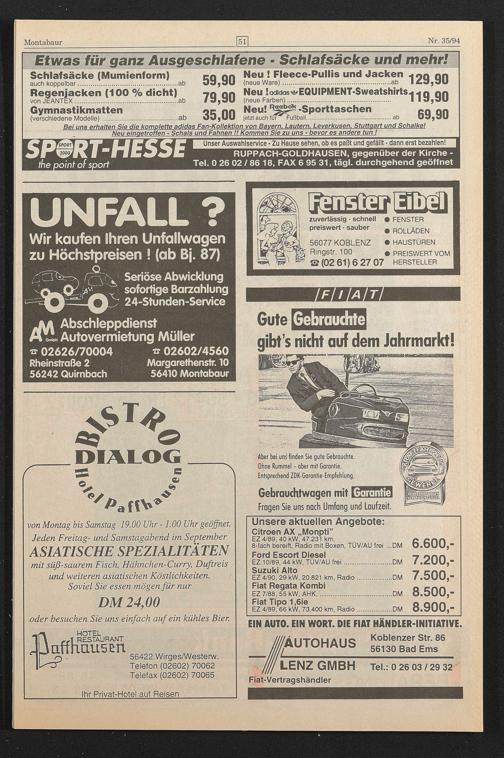 Montabaur
51
Nr. 35/94
Etwas für ganz Ausgeschlafene - Schlafsäcke und mehr!
Schlafsäcke (Mumienform)
auch koppelbar ab 59,90
Regenjacken (100 % dicht)
von JEANTEX ab 79,90
Gymnastikmatten
(verschiedene Modelle) ab 35,00
Neu ! Fleece-Pullis und Jacken
(neue Ware) ab 129,90
Neu ! adidas EQUIPMENT-Sweatshirts
(neue Farben) ab 119,90
Neu! Reebok -Sporttaschen
jetzt auch für Fußball ab 69,90
Bei uns erhalten Sie die komplette adidas Fan-Kollektion von Bayern, Lautern, Leverkusen, Stuttgart und Schalke!
Neu eingetroffen - Schals und Fahnen !! Kommen Sie zu uns - bevor es andere tun !
SPORT-HESSE
SPORT 2000
the point of sport
Unser Auswahlservice - Zu Hause sehen, ob es paßt und gefällt - dann erst bezahlen!
RUPPACH-GOLDHAUSEN, gegenüber der Kirche -
Tel. 0 26 02 / 86 18, FAX 6 95 31, tägl. durchgehend geöffnet
UNFALL ?
Wir kaufen Ihren Unfallwagen
zu Höchstpreisen ! (ab Bj. 87)
Seriöse Abwicklung
sofortige Barzahlung
24-Stunden-Service
AM GmbH
Abschleppdienst
Autovermietung Müller
☎ 02626/70004
Rheinstraße 2
56242 Quirnbach
☎ 02602/4560
Margarethenstr. 10
56410 Montabaur
Fenster Eibel
zuverlässig · schnell
preiswert · sauber
56077 KOBLENZ
Ringstr. 100
☎ (02 61) 6 27 07
● FENSTER
● ROLLÄDEN
● HAUSTÜREN
● PREISWERT VOM
HERSTELLER
FIAT
Gute Gebrauchte
gibt's nicht auf dem Jahrmarkt!
Aber bei uns finden Sie gute Gebrauchte.
Ohne Rummel - aber mit Garantie.
Entsprechend ZDK-Garantie-Empfehlung.
Gebrauchtwagen mit Garantie
Fragen Sie uns nach Umfang und Laufzeit.
Unsere aktuellen Angebote:
Citroen AX „Monpti"
EZ 4/89, 40 kW, 47.231 km,
8-fach bereift, Radio mit Boxen, TÜV/AU frei ...DM 6.600,-
Ford Escort Diesel
EZ 10/89, 44 kW, TÜV/AU frei DM 7.200,-
Suzuki Alto
EZ 4/90, 29 kW, 20.821 km, Radio DM 7.500,-
Fiat Regata Kombi
EZ 7/88, 55 kW, AHK DM 8.500,-
Fiat Tipo 1,6ie
EZ 4/89, 66 kW, 73.400 km, Radio DM 8.900,-
EIN AUTO. EIN WORT. DIE FIAT HÄNDLER-INITIATIVE.
AUTOHAUS
LENZ GMBH
Fiat-Vertragshändler
Koblenzer Str. 86
56130 Bad Ems
Tel.: 0 26 03 / 29 32
BISTRO
DIALOG
Hotel Paffhausen
von Montag bis Samstag 19.00 Uhr - 1.00 Uhr geöffnet.
Jeden Freitag- und Samstagabend im September
ASIATISCHE SPEZIALITÄTEN
mit süß-saurem Fisch, Hähnchen-Curry, Duftreis
und weiteren asiatischen Köstlichkeiten.
Soviel Sie essen mögen für nur
DM 24,00
oder besuchen Sie uns einfach auf ein kühles Bier.
HOTEL
RESTAURANT
Paffhausen
56422 Wirges/Westerw.
Telefon (02602) 70062
Telefax (02602) 70065
Ihr Privat-Hotel auf Reisen